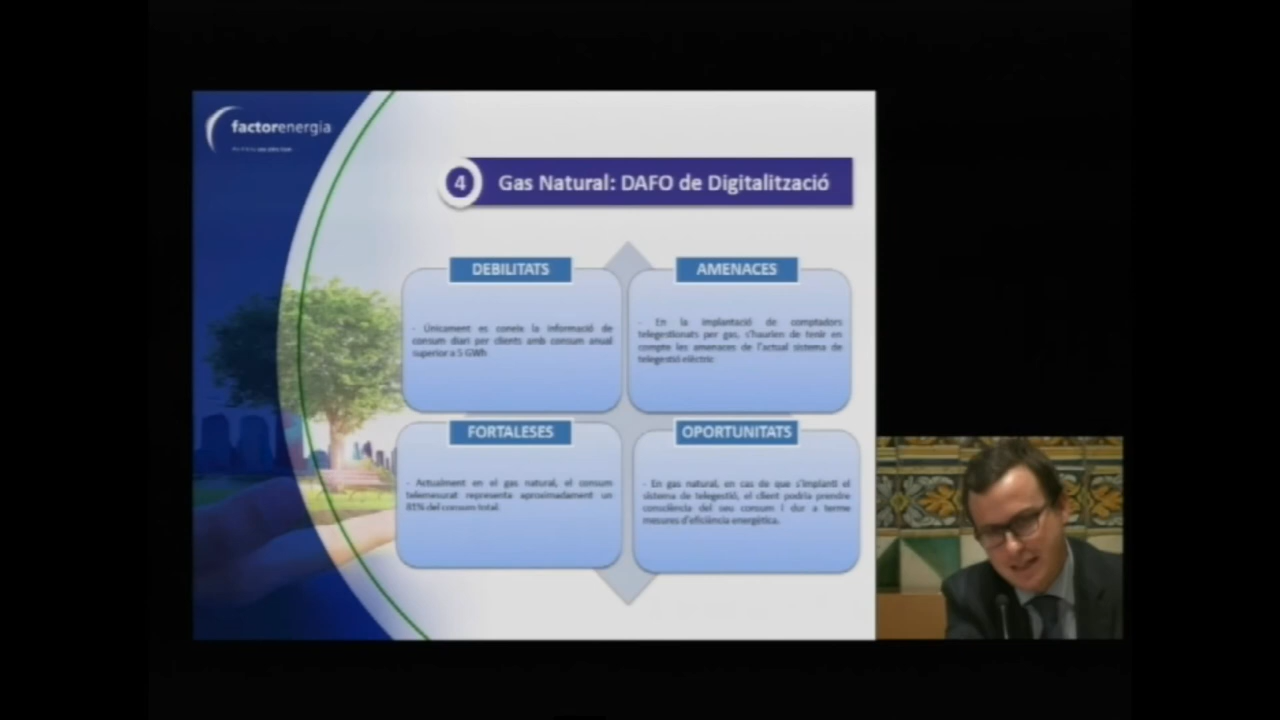 factorenergia
4
Gas Natural: DAFO de Digitalització
DEBILITATS
- Únicament es coneix la informació de
consum diari per clients amb consum anual
superior a 5 GWh
AMENACES
- En la implantació de comptadors
telegestionats per gas, s'haurien de tenir en
compte les amenaces de l'actual sistema de
telegestió elèctric
FORTALESES
- Actualment en el gas natural, el consum
telemesurat representa aproximadament un
81% del consum total.
OPORTUNITATS
- En gas natural, en cas de que s'implanti el
sistema de telegestió, el client podria prendre
consciència del seu consum i dur a terme
mesures d'eficiència energètica.